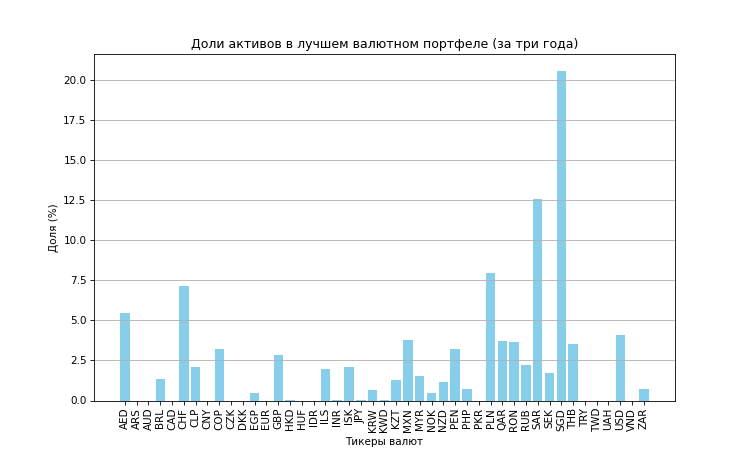 Доли активов в лучшем валютном портфеле (за три года)
Доля (%)
20.0
17.5
15.0
12.5
10.0
7.5
5.0
2.5
0.0
AED ARS AUD BRL CAD CHF CLP CNY COP CZK DKK EGP EUR GBP HKD HUF IDR ILS INR ISK JPY KRW KWD KZT MXN MYR NOK NZD PEN PHP PKR PLN QAR RON RUB SAR SEK SGD THB TRY TWD UAH USD VND ZAR
Тикеры валют